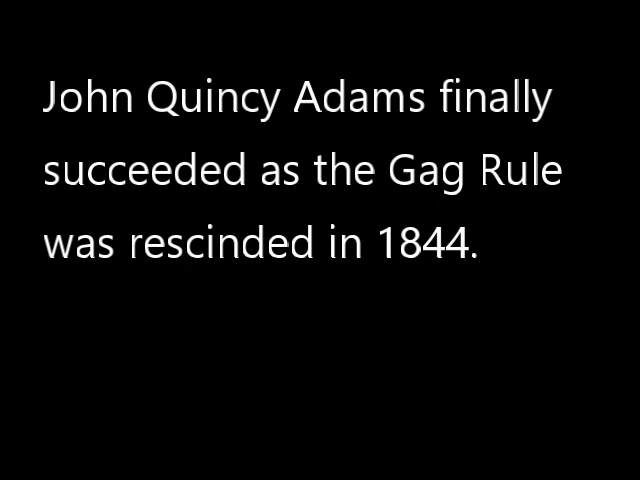 John Quincy Adams finally
succeeded as the Gag Rule
was rescinded in 1844.